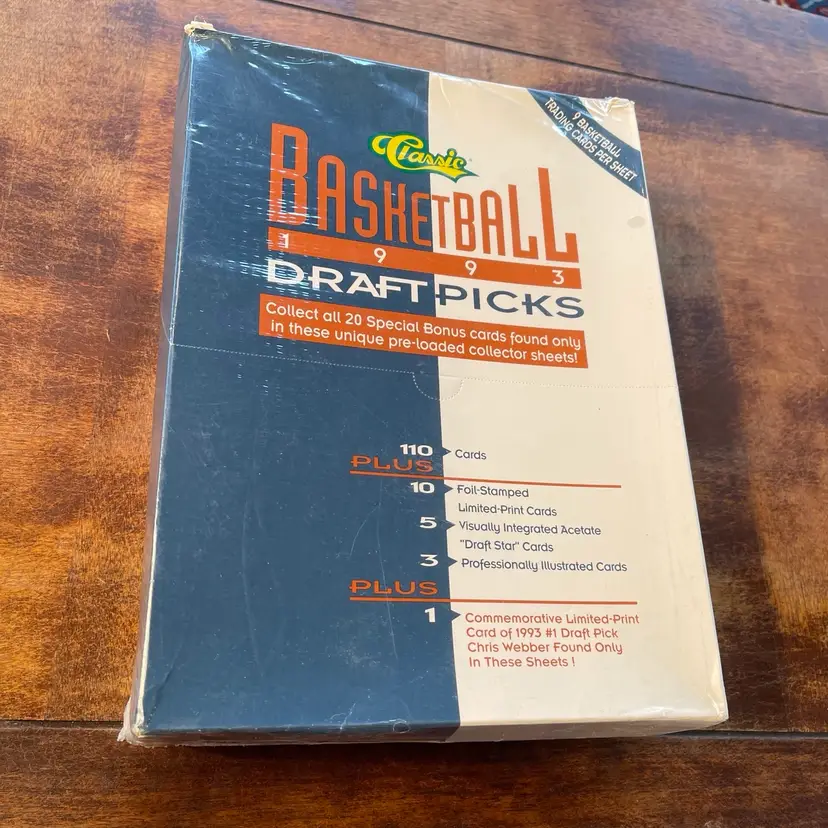 9 BASKETBALL
TRADING CARDS PER SHEET
Classic
BASKETBALL
1 9 9 3
DRAFT PICKS
Collect all 20 Special Bonus cards found only
in these unique pre-loaded collector sheets!
110 Cards
PLUS
10 Foil-Stamped
Limited-Print Cards
5 Visually Integrated Acetate
"Draft Star" Cards
3 Professionally Illustrated Cards
PLUS
1 Commemorative Limited-Print
Card of 1993 #1 Draft Pick
Chris Webber Found Only
In These Sheets !